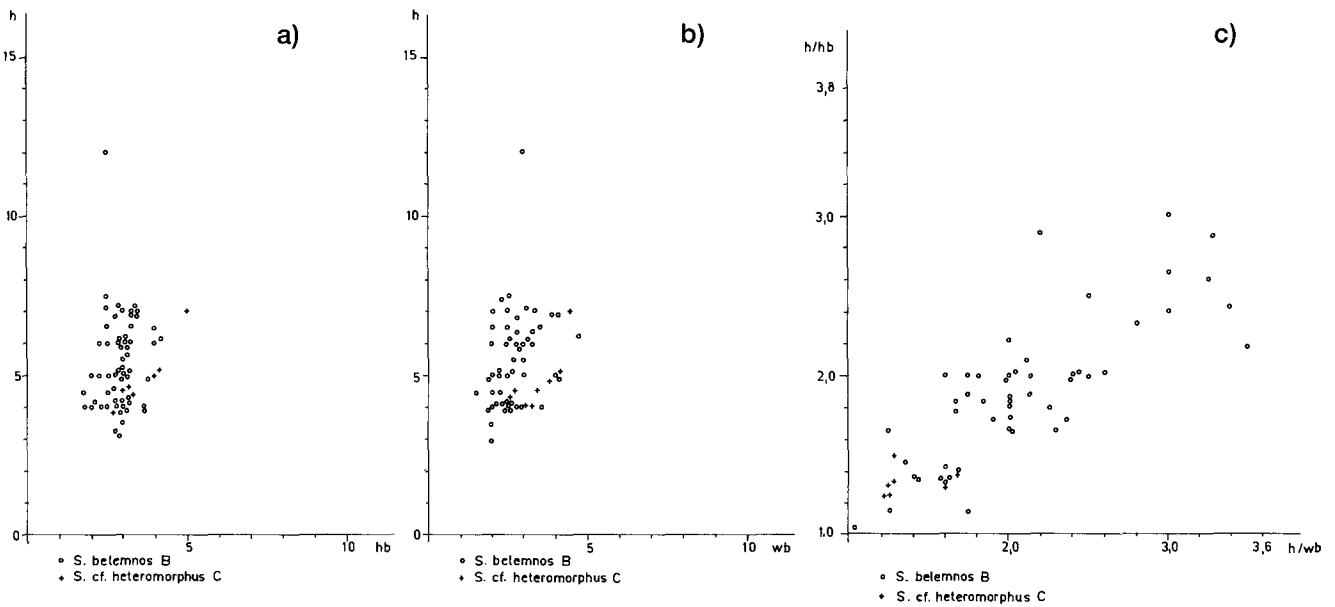 a)
h
15
10
5
0
5
10
hb
S. belemnos B
S. cf. heteromorphus C
b)
h
15
10
5
0
5
10
wb
S. belemnos B
S. cf. heteromorphus C
c)
h/hb
3,8
3,0
2,0
1,0
2,0
3,0
3,6
h/wb
S. belemnos B
S. cf. heteromorphus C